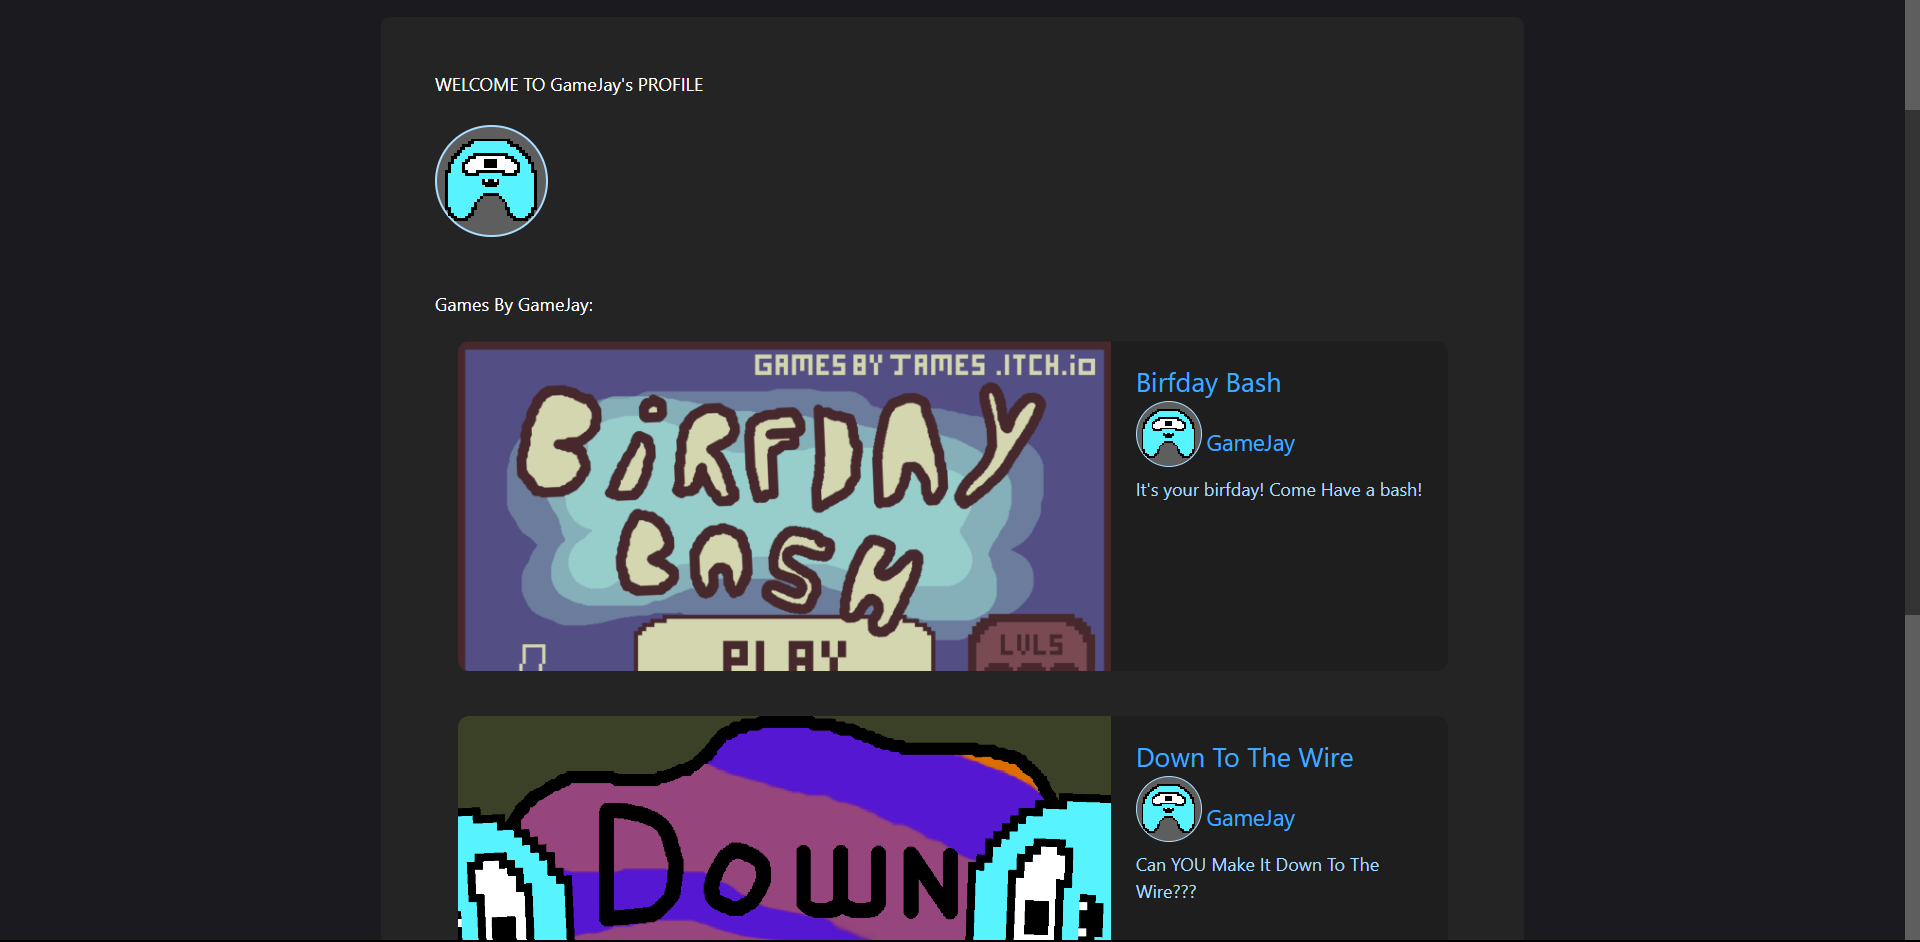 WELCOME TO GameJay's PROFILE
Games By GameJay:
GAMES BY JAMES .ITCH.iO
BiRFDAY
BASH
PLAY
LVLS
Birfday Bash
GameJay
It's your birfday! Come Have a bash!
DOWN
Down To The Wire
GameJay
Can YOU Make It Down To The
Wire???